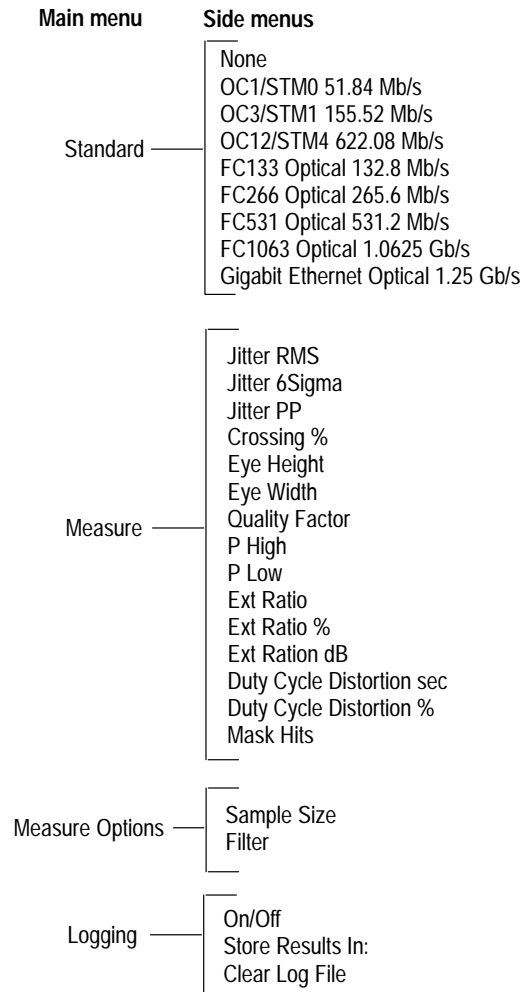 Main menu Side menus
Standard
None
OC1/STM0 51.84 Mb/s
OC3/STM1 155.52 Mb/s
OC12/STM4 622.08 Mb/s
FC133 Optical 132.8 Mb/s
FC266 Optical 265.6 Mb/s
FC531 Optical 531.2 Mb/s
FC1063 Optical 1.0625 Gb/s
Gigabit Ethernet Optical 1.25 Gb/s
Measure
Jitter RMS
Jitter 6Sigma
Jitter PP
Crossing %
Eye Height
Eye Width
Quality Factor
P High
P Low
Ext Ratio
Ext Ratio %
Ext Ration dB
Duty Cycle Distortion sec
Duty Cycle Distortion %
Mask Hits
Measure Options
Sample Size
Filter
Logging
On/Off
Store Results In:
Clear Log File